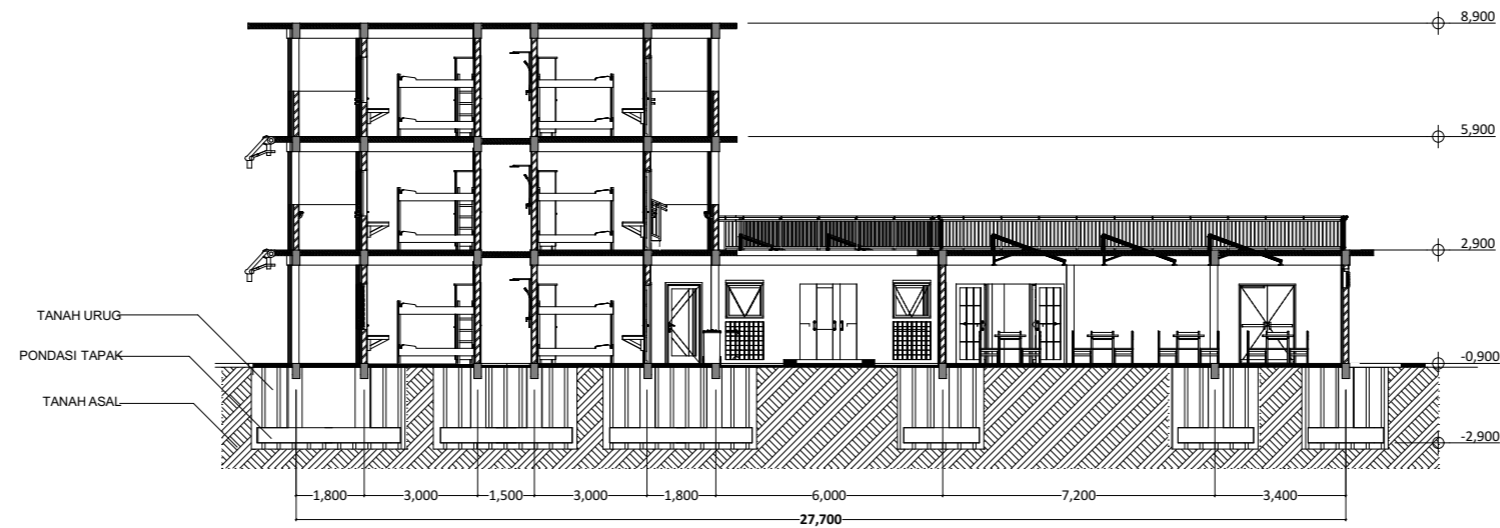 8,900
5,900
2,900
TANAH URUG
PONDASI TAPAK
-0,900
TANAH ASAL
-2,900
1,800 3,000 1,500 3,000 1,800 6,000 7,200 3,400
27,700